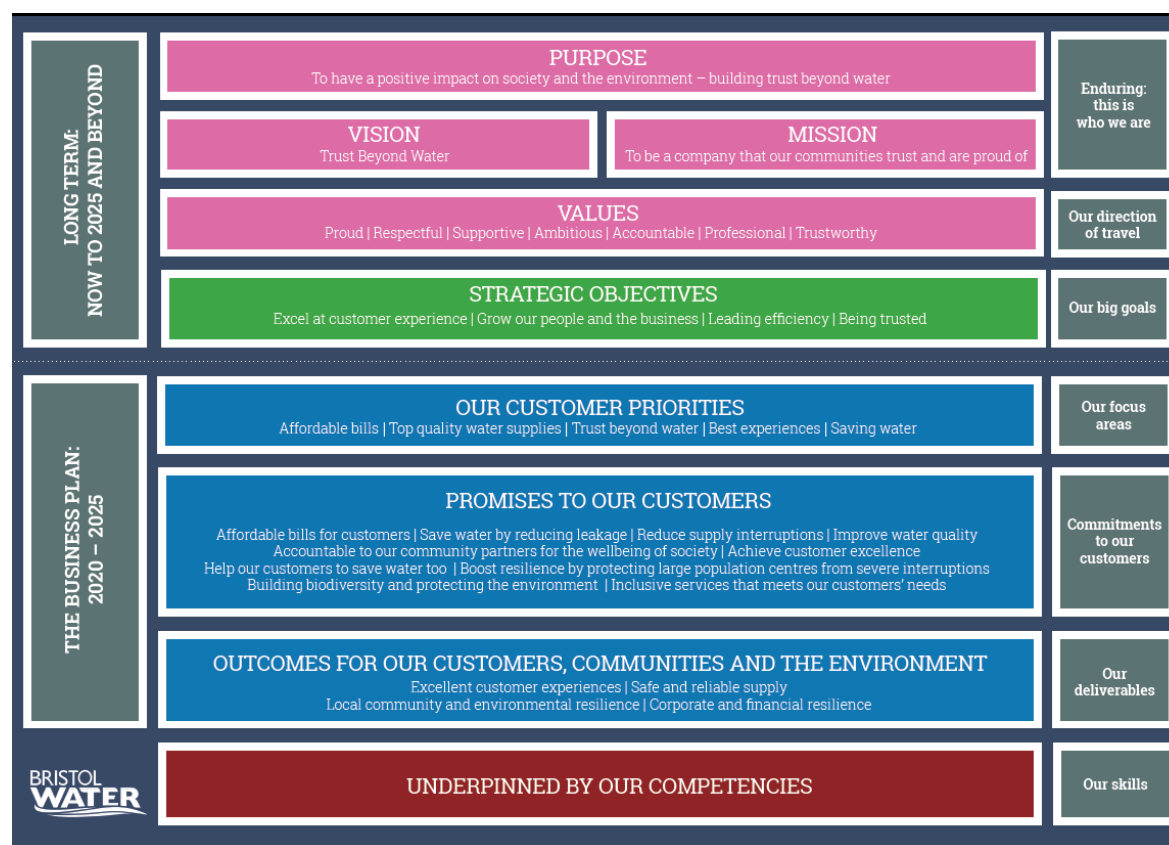 LONG TERM:
NOW TO 2025 AND BEYOND
PURPOSE
To have a positive impact on society and the environment – building trust beyond water
Enduring:
this is
who we are
VISION
Trust Beyond Water
MISSION
To be a company that our communities trust and are proud of
VALUES
Proud | Respectful | Supportive | Ambitious | Accountable | Professional | Trustworthy
Our direction
of travel
STRATEGIC OBJECTIVES
Excel at customer experience | Grow our people and the business | Leading efficiency | Being trusted
Our big goals
THE BUSINESS PLAN:
2020 – 2025
OUR CUSTOMER PRIORITIES
Affordable bills | Top quality water supplies | Trust beyond water | Best experiences | Saving water
Our focus
areas
PROMISES TO OUR CUSTOMERS
Affordable bills for customers | Save water by reducing leakage | Reduce supply interruptions | Improve water quality
Accountable to our community partners for the wellbeing of society | Achieve customer excellence
Help our customers to save water too | Boost resilience by protecting large population centres from severe interruptions
Building biodiversity and protecting the environment | Inclusive services that meets our customers’ needs
Commitments
to our
customers
OUTCOMES FOR OUR CUSTOMERS, COMMUNITIES AND THE ENVIRONMENT
Excellent customer experiences | Safe and reliable supply
Local community and environmental resilience | Corporate and financial resilience
Our
deliverables
BRISTOL
WATER
UNDERPINNED BY OUR COMPETENCIES
Our skills